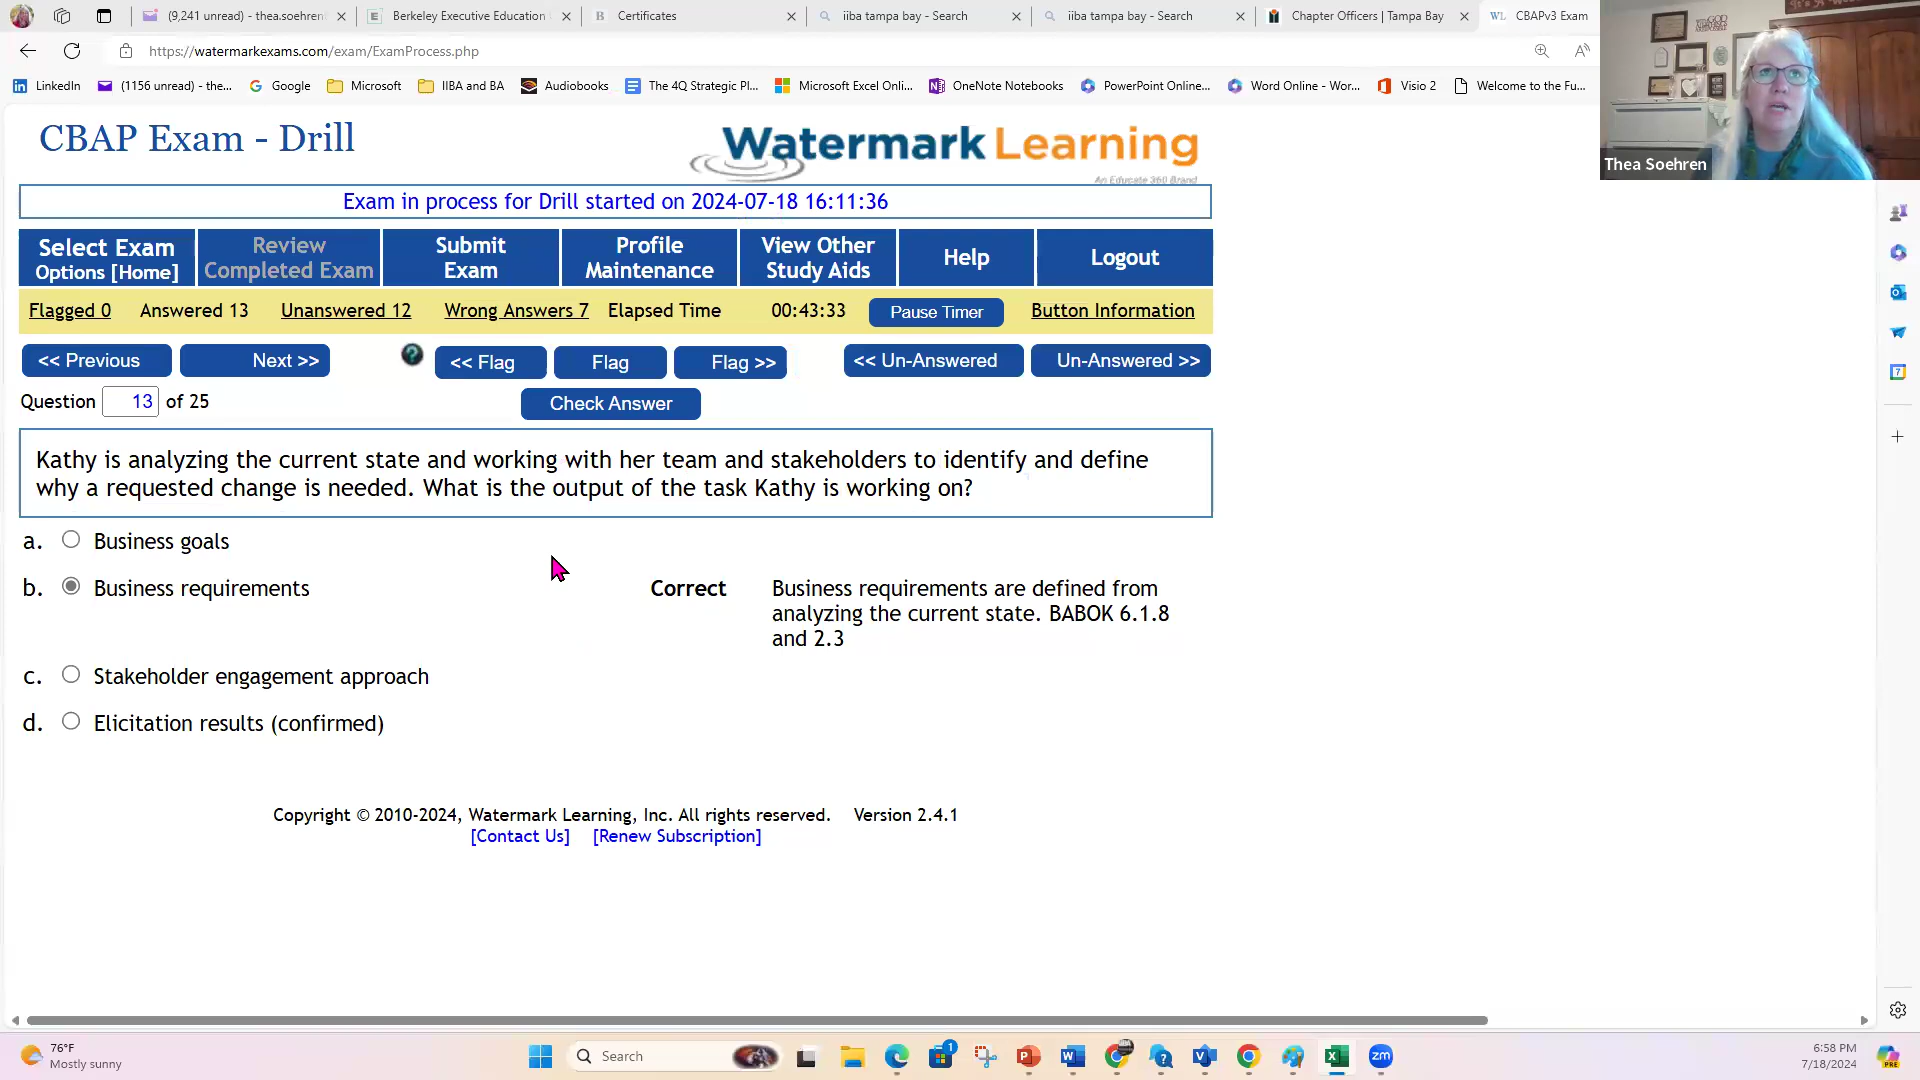 (9,241 unread) - thea.soehren
Berkeley Executive Education
B Certificates
iiba tampa bay - Search
iiba tampa bay - Search
Chapter Officers | Tampa Bay
WL CBAPv3 Exam
https://watermarkexams.com/exam/ExamProcess.php
LinkedIn
(1156 unread) - the...
Google
Microsoft
IIBA and BA
Audiobooks
The 4Q Strategic Pl...
Microsoft Excel Onli...
OneNote Notebooks
PowerPoint Online...
Word Online - Wor...
Visio 2
Welcome to the Fu...
Thea Soehren
CBAP Exam - Drill
Watermark Learning
An Educate 360 Brand
Exam in process for Drill started on 2024-07-18 16:11:36
Select Exam
Options [Home]
Review
Completed Exam
Submit
Exam
Profile
Maintenance
View Other
Study Aids
Help
Logout
Flagged 0 Answered 13 Unanswered 12 Wrong Answers 7 Elapsed Time 00:43:33 Pause Timer Button Information
<< Previous Next >> ? << Flag Flag Flag >> << Un-Answered Un-Answered >>
Question 13 of 25
Check Answer
Kathy is analyzing the current state and working with her team and stakeholders to identify and define
why a requested change is needed. What is the output of the task Kathy is working on?
a. Business goals
b. Business requirements
Correct
Business requirements are defined from
analyzing the current state. BABOK 6.1.8
and 2.3
c. Stakeholder engagement approach
d. Elicitation results (confirmed)
Copyright © 2010-2024, Watermark Learning, Inc. All rights reserved. Version 2.4.1
[Contact Us] [Renew Subscription]
76°F
Mostly sunny
Search
6:58 PM
7/18/2024